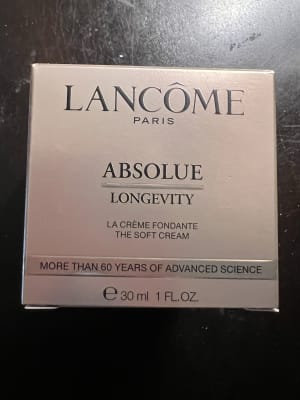 LANCÔME
PARIS
ABSOLUE
LONGEVITY
LA CRÈME FONDANTE
THE SOFT CREAM
MORE THAN 60 YEARS OF ADVANCED SCIENCE
℮ 30 ml 1 FL.OZ.